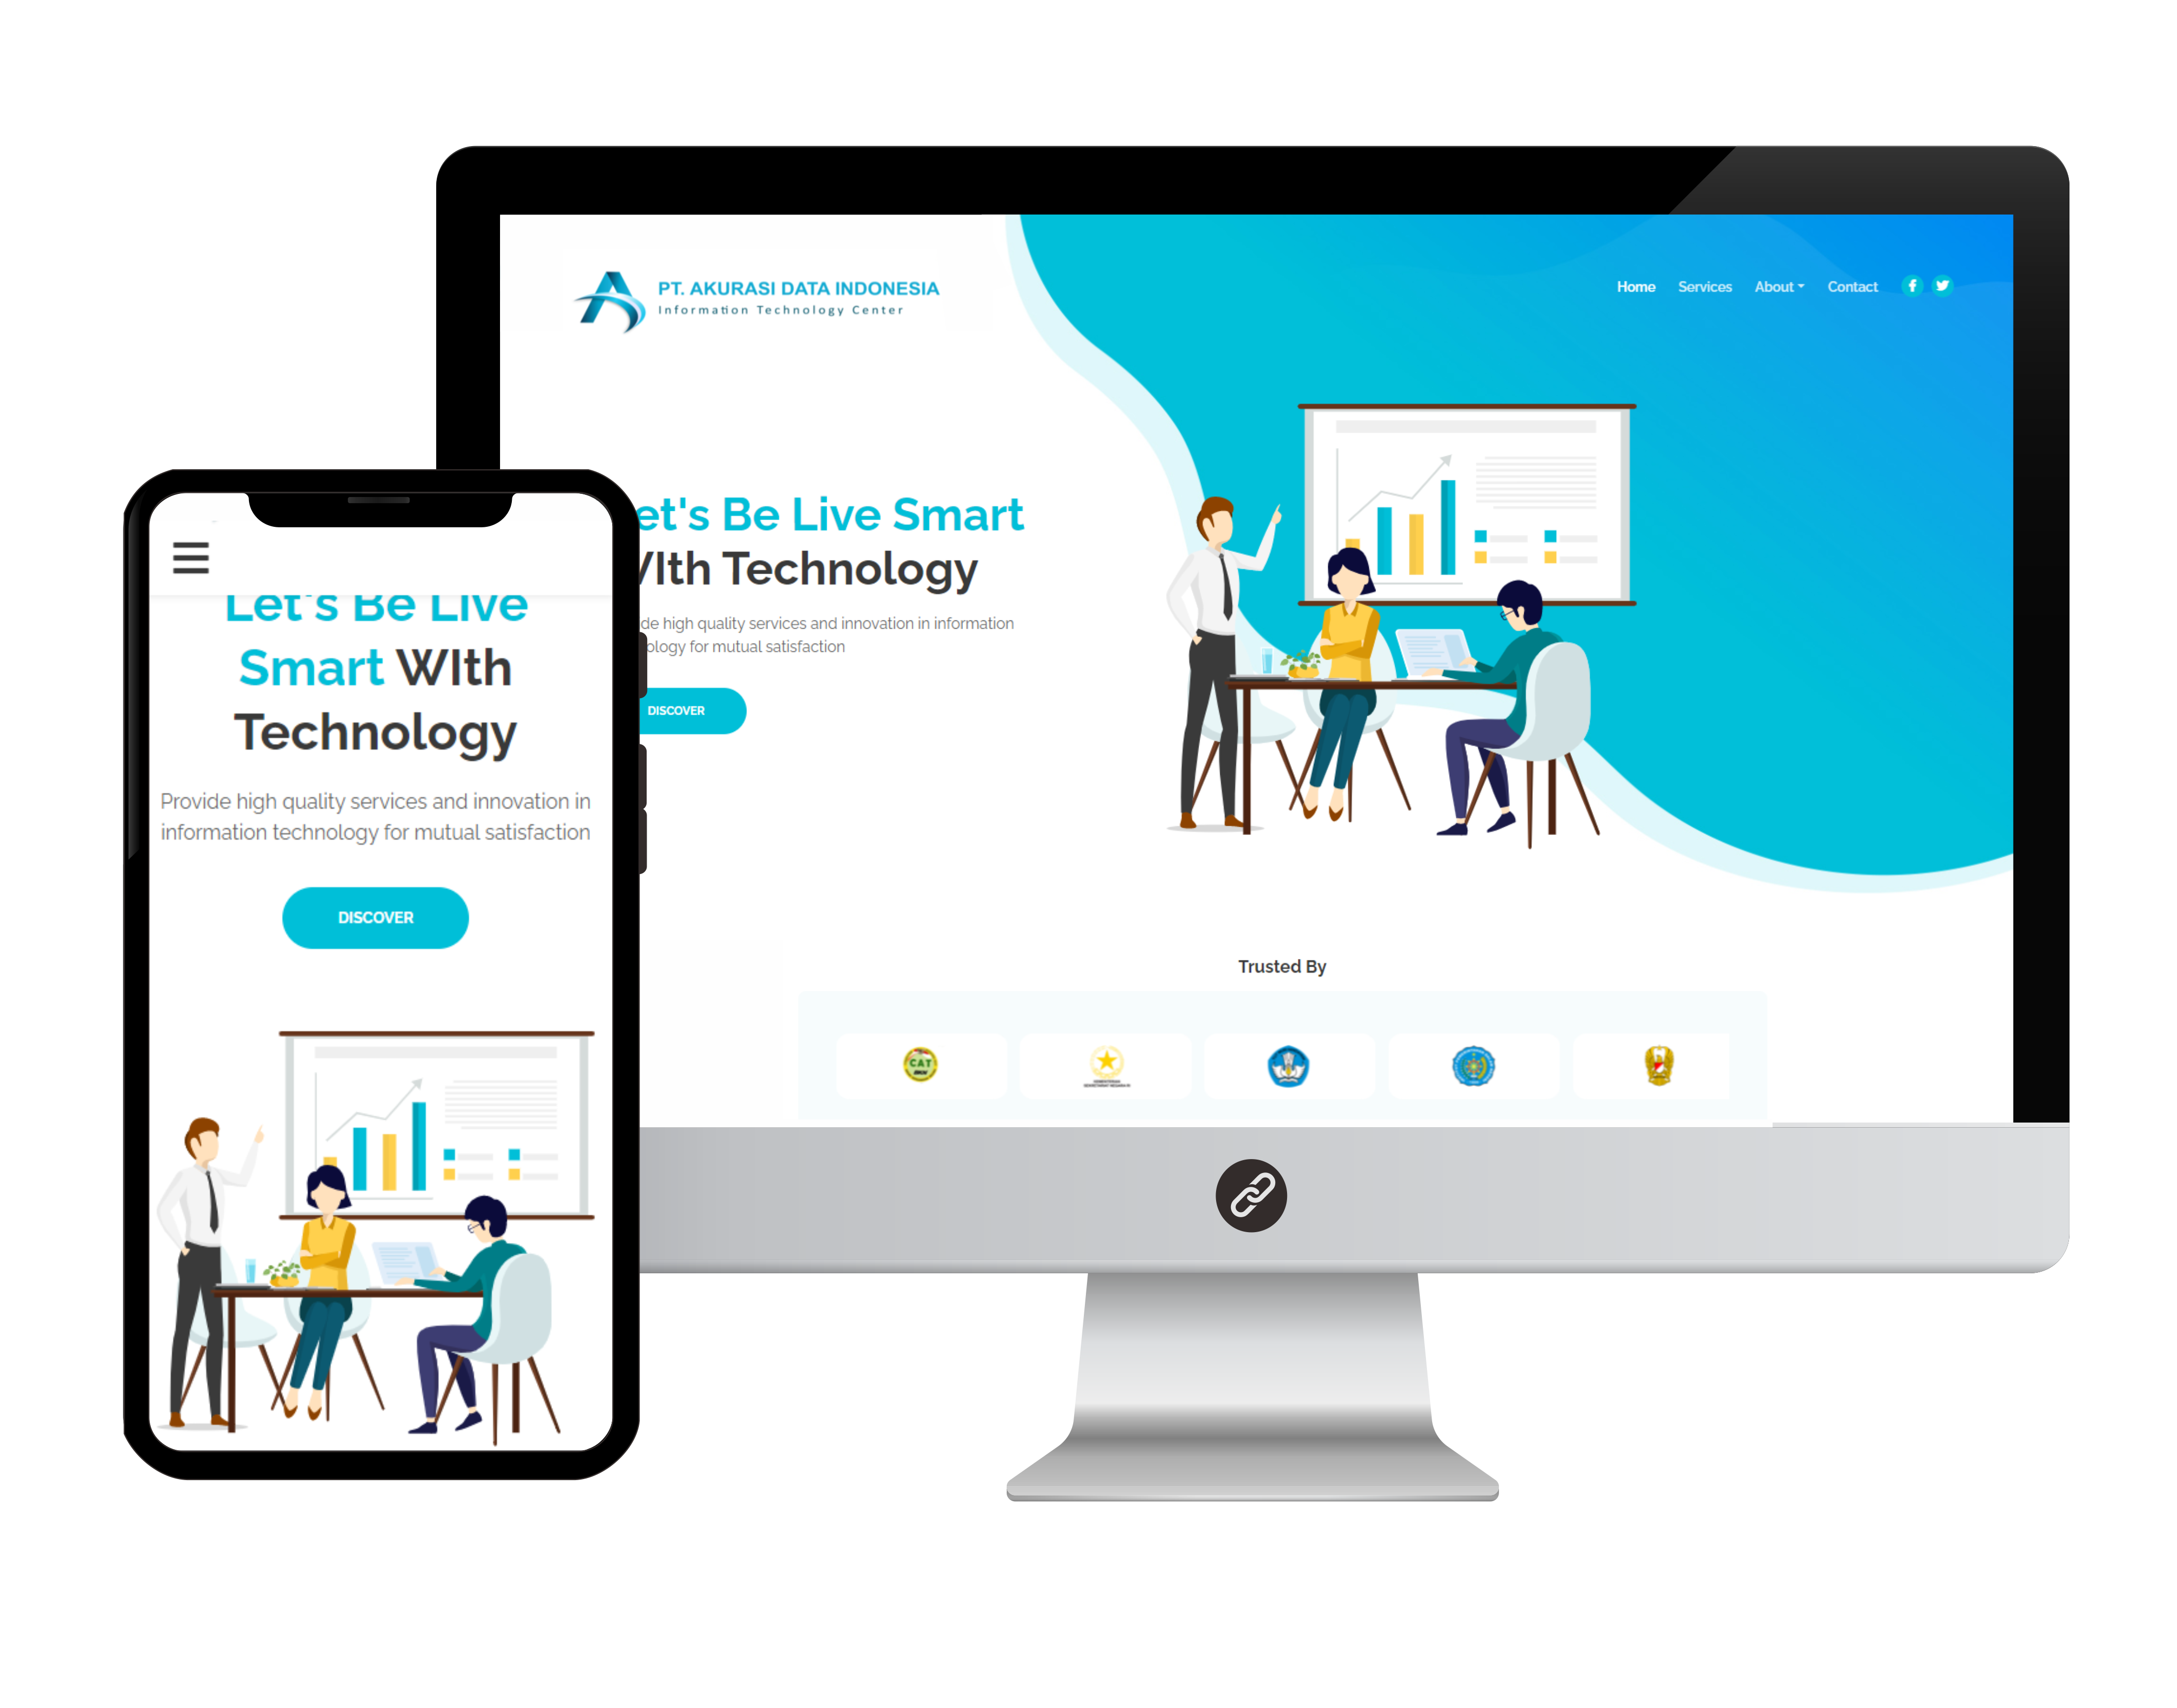 PT. AKURASI DATA INDONESIA
Information Technology Center
Home Services About Contact
et's Be Live Smart
WIth Technology
de high quality services and innovation in information
ology for mutual satisfaction
DISCOVER
Trusted By
CAT
Let's Be Live
Smart WIth
Technology
Provide high quality services and innovation in
information technology for mutual satisfaction
DISCOVER